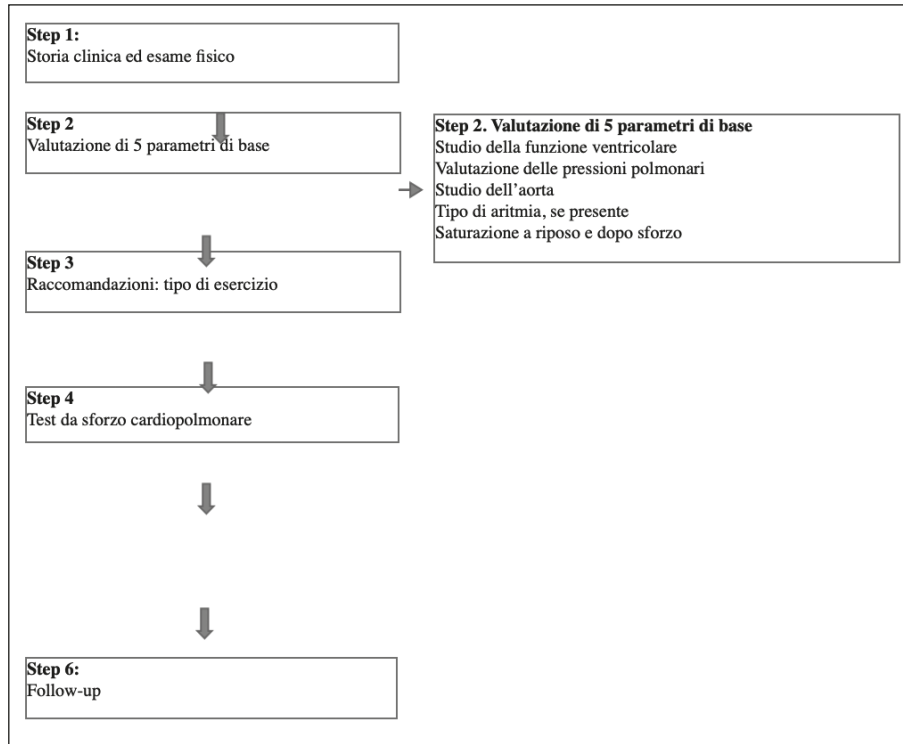 Step 1:
Storia clinica ed esame fisico
Step 2
Valutazione di 5 parametri di base
Step 2. Valutazione di 5 parametri di base
Studio della funzione ventricolare
Valutazione delle pressioni polmonari
Studio dell'aorta
Tipo di aritmia, se presente
Saturazione a riposo e dopo sforzo
Step 3
Raccomandazioni: tipo di esercizio
Step 4
Test da sforzo cardiopolmonare
Step 6:
Follow-up